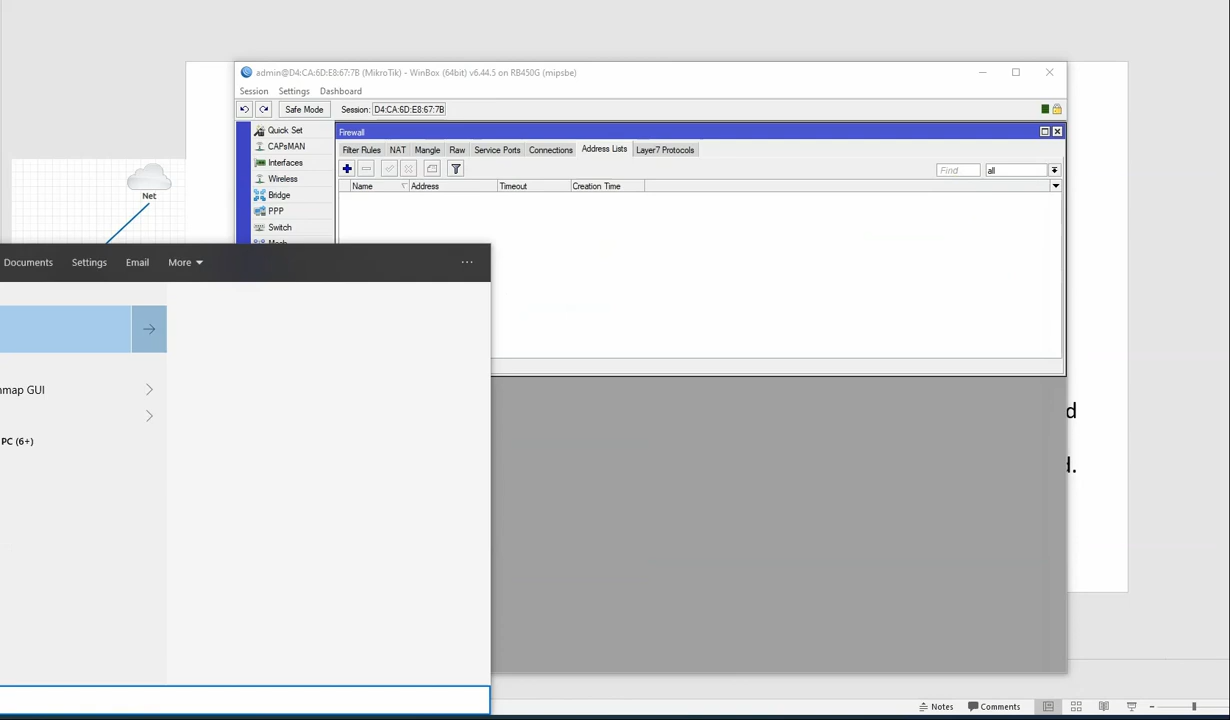 admin@D4:CA:6D:E8:67:7B (MikroTik) - WinBox (64bit) v6.44.5 on RB450G (mipsbe)
Session Settings Dashboard
Safe Mode Session: D4:CA:6D:E8:67:7B
Quick Set
CAPsMAN
Interfaces
Wireless
Bridge
PPP
Switch
Mesh
Firewall
Filter Rules NAT Mangle Raw Service Ports Connections Address Lists Layer7 Protocols
Find all
Name Address Timeout Creation Time
Net
Documents Settings Email More
nmap GUI
PC (6+)
d
d.
Notes Comments